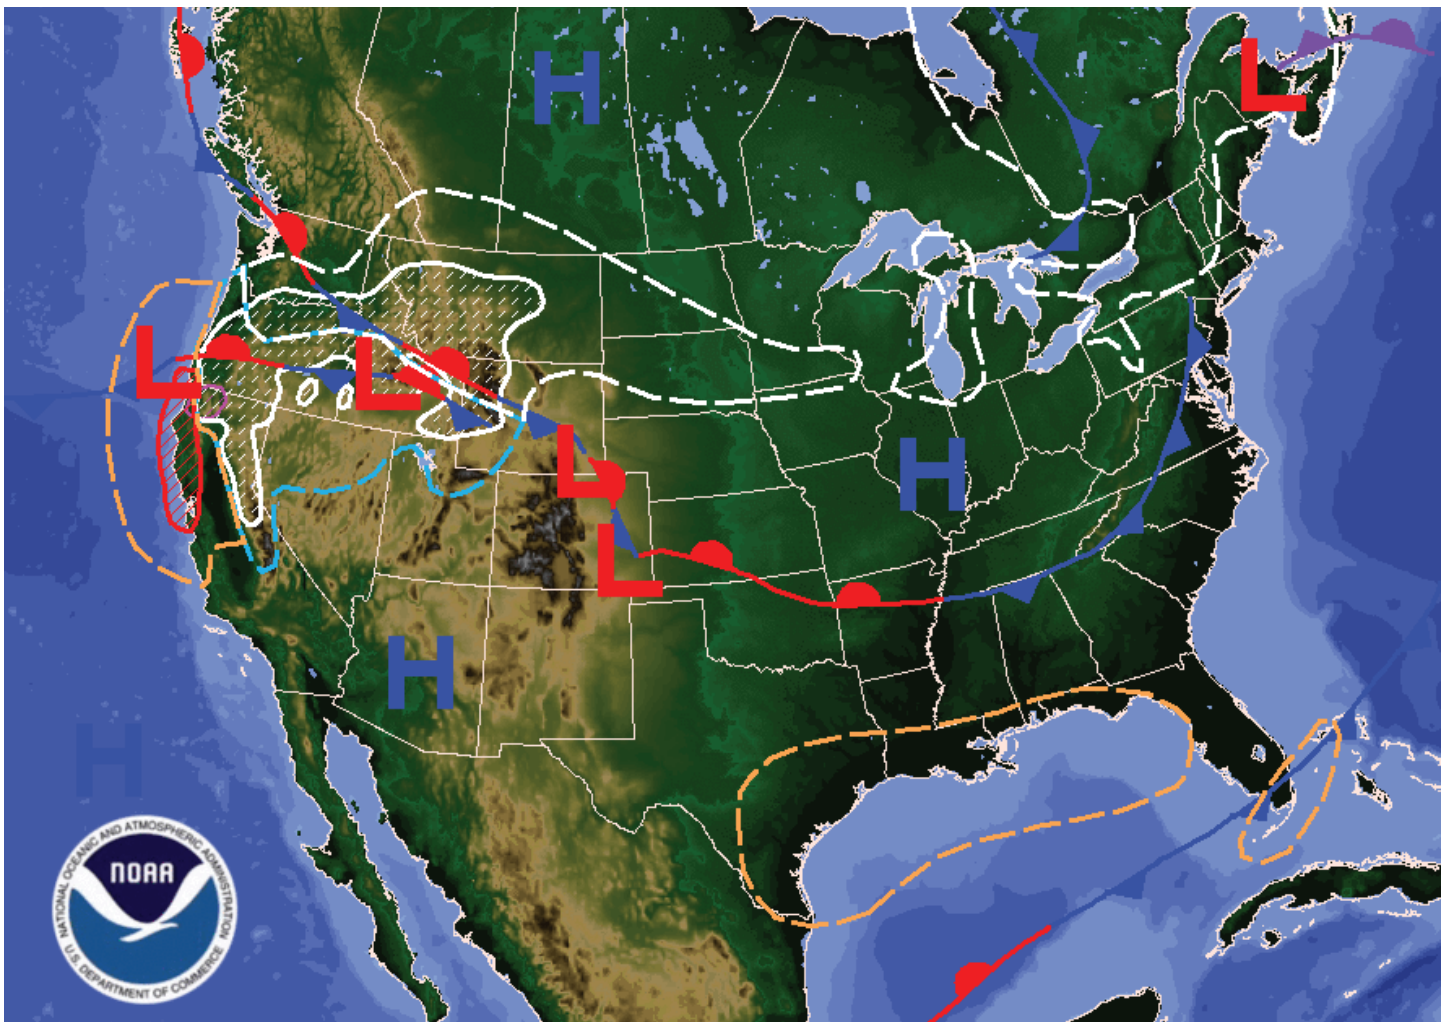 H
L
L
L
L
H
L
H
H
NATIONAL OCEANIC AND ATMOSPHERIC ADMINISTRATION
NOAA
U.S. DEPARTMENT OF COMMERCE